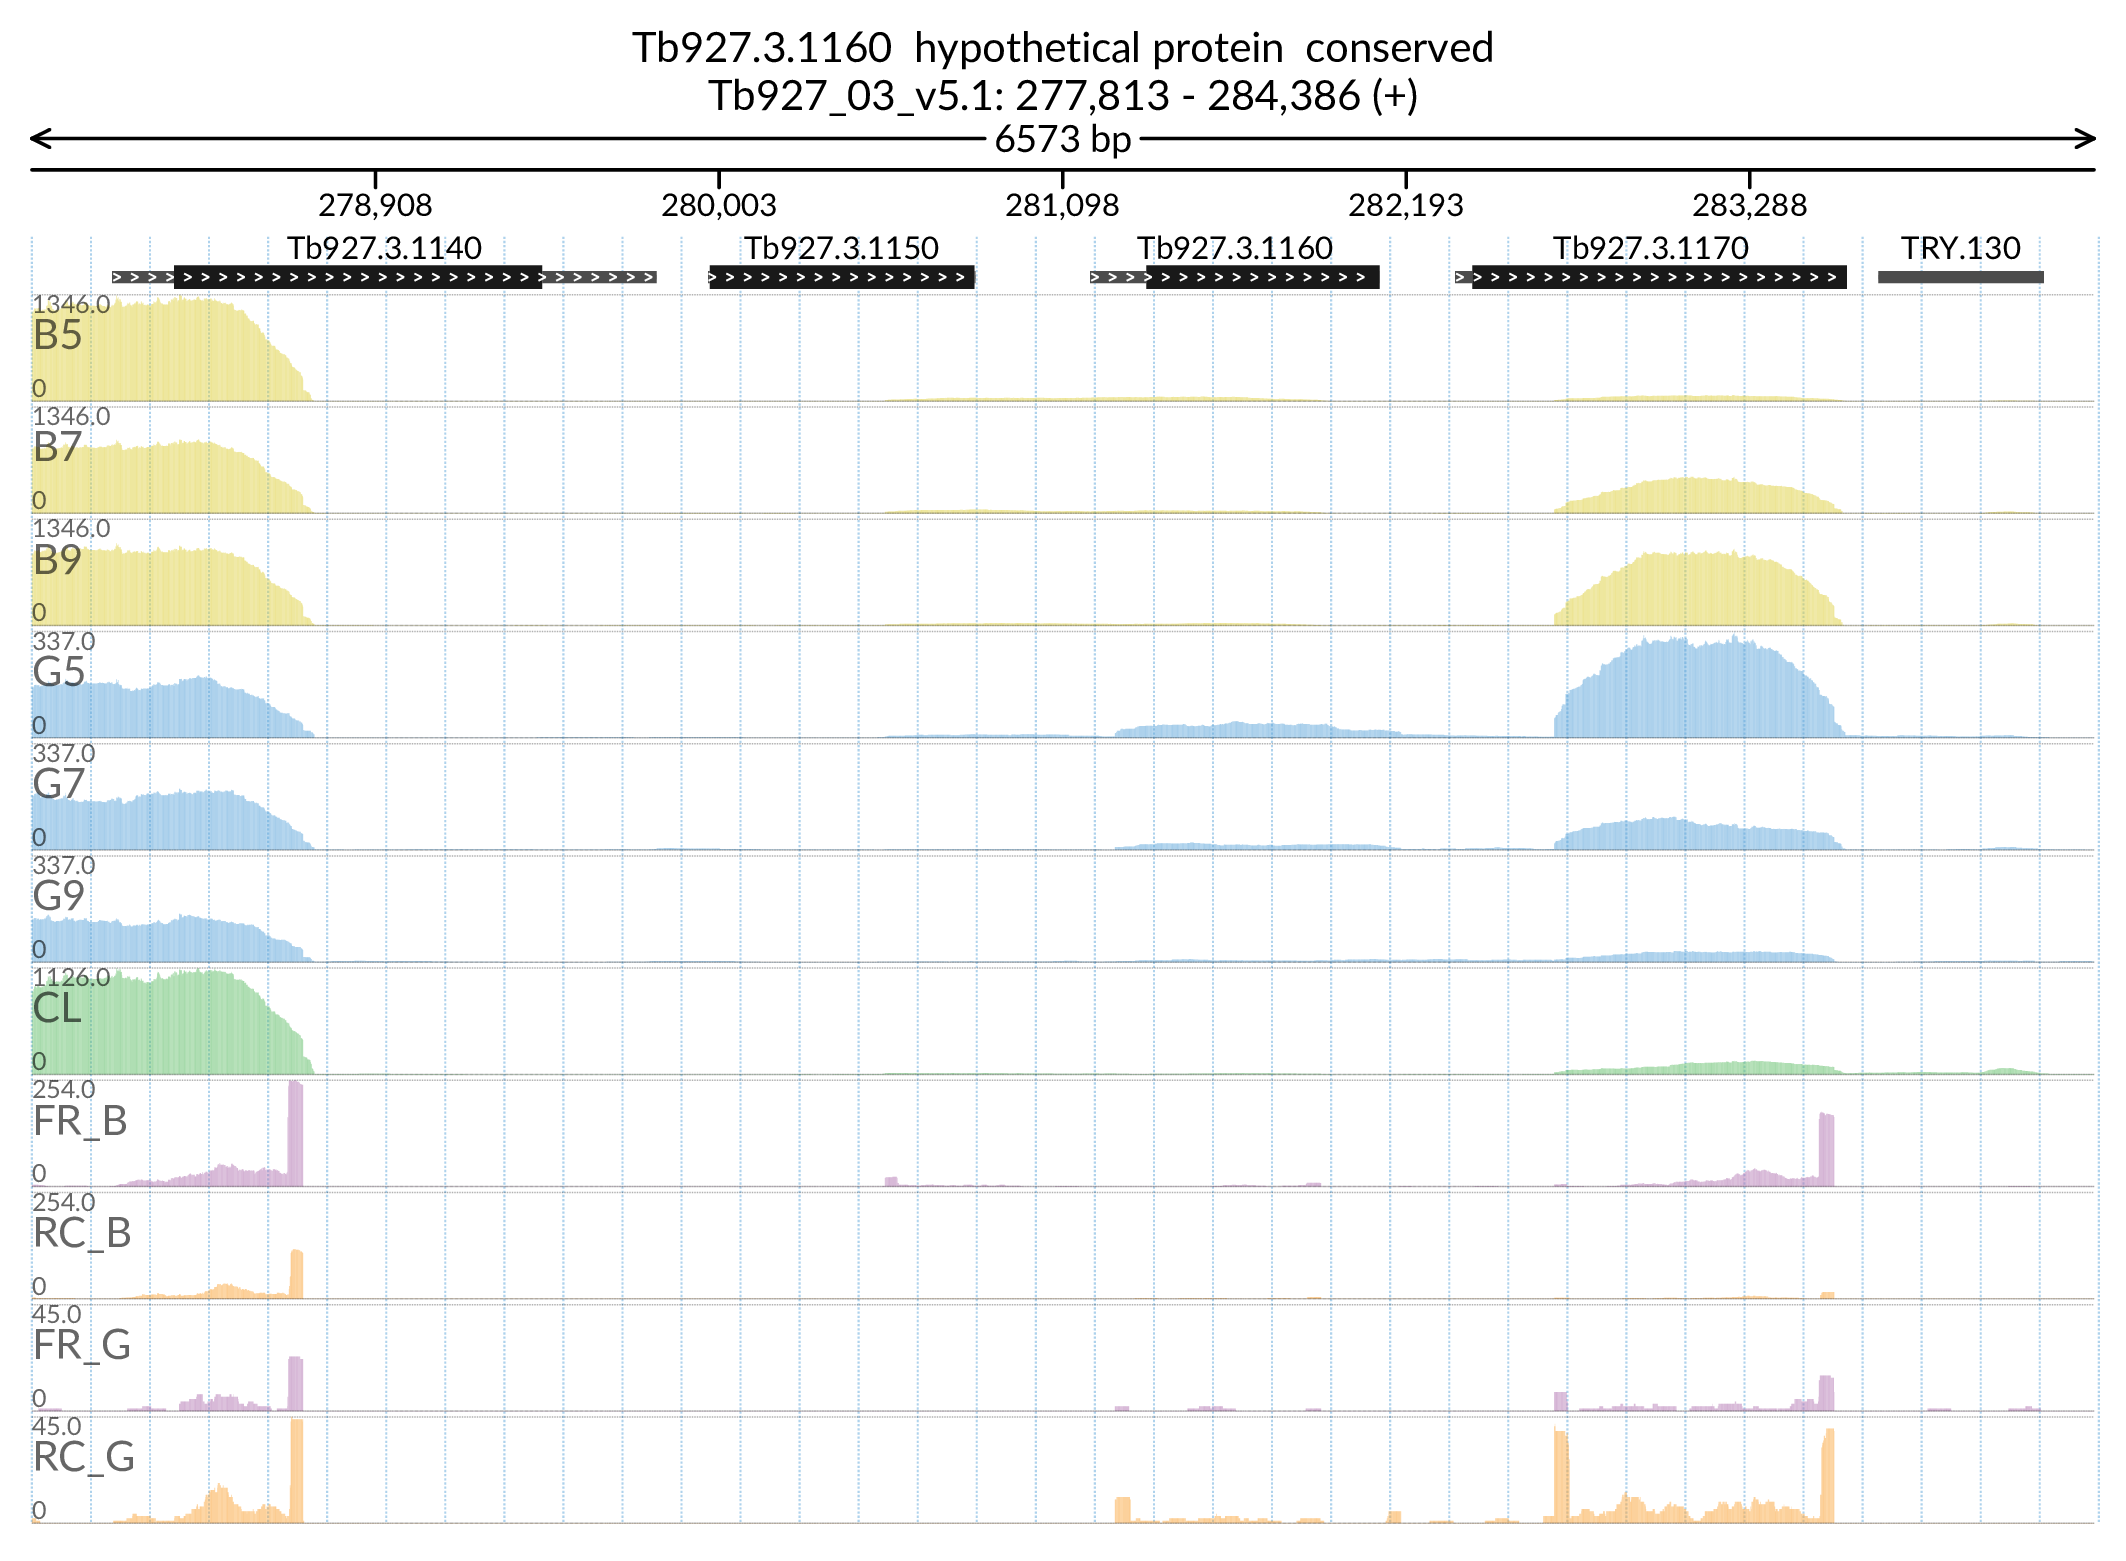 Tb927.3.1160  hypothetical protein  conserved
Tb927_03_v5.1: 277,813 - 284,386 (+)
6573 bp
278,908 280,003 281,098 282,193 283,288
Tb927.3.1140 Tb927.3.1150 Tb927.3.1160 Tb927.3.1170 TRY.130
1346.0
B5
0
1346.0
B7
0
1346.0
B9
0
337.0
G5
0
337.0
G7
0
337.0
G9
0
1126.0
CL
0
254.0
FR_B
0
254.0
RC_B
0
45.0
FR_G
0
45.0
RC_G
0